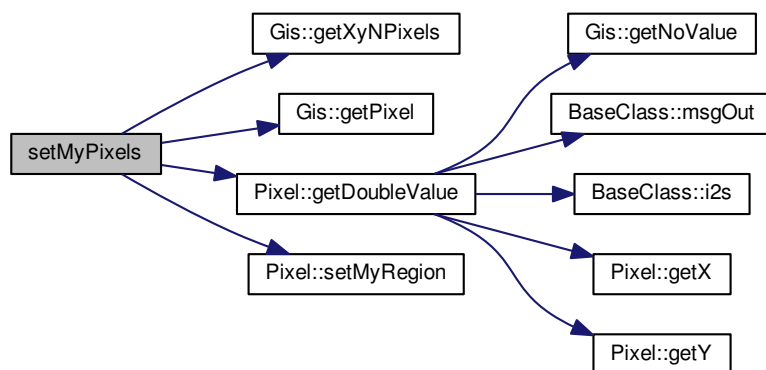 setMyPixels
Gis::getXyNPixels
Gis::getPixel
Pixel::getDoubleValue
Pixel::setMyRegion
Gis::getNoValue
BaseClass::msgOut
BaseClass::i2s
Pixel::getX
Pixel::getY